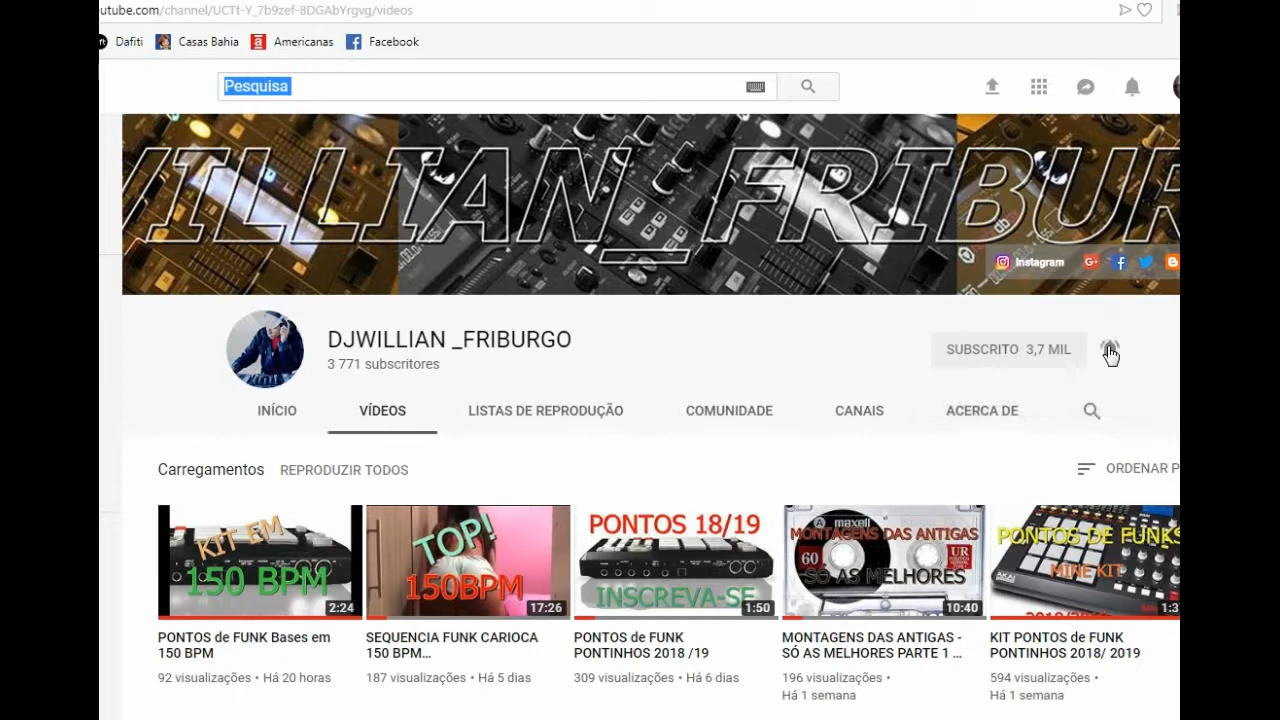 utube.com/channel/UCTt-Y_7b9zef-8DGAbYrgvg/videos
Dafiti Casas Bahia Americanas Facebook
Pesquisa
WILLIAN_FRIBUR
Instagram
DJWILLIAN _FRIBURGO
3 771 subscritores
SUBSCRITO 3,7 MIL
INÍCIO VÍDEOS LISTAS DE REPRODUÇÃO COMUNIDADE CANAIS ACERCA DE
Carregamentos REPRODUZIR TODOS ORDENAR P
KIT EM
150 BPM
2:24
TOP!
150BPM
17:26
PONTOS 18/19
INSCREVA-SE
1:50
A maxell
MONTAGENS DAS ANTIGAS
60 UR
SÓ AS MELHORES
10:40
PONTOS DE FUNKS
AKAI
MINE KIT
PONTOS de FUNK Bases em
150 BPM
92 visualizações • Há 20 horas
SEQUENCIA FUNK CARIOCA
150 BPM…
187 visualizações • Há 5 dias
PONTOS de FUNK
PONTINHOS 2018 /19
309 visualizações • Há 6 dias
MONTAGENS DAS ANTIGAS -
SÓ AS MELHORES PARTE 1 …
196 visualizações •
Há 1 semana
KIT PONTOS de FUNK
PONTINHOS 2018/ 2019
594 visualizações •
Há 1 semana